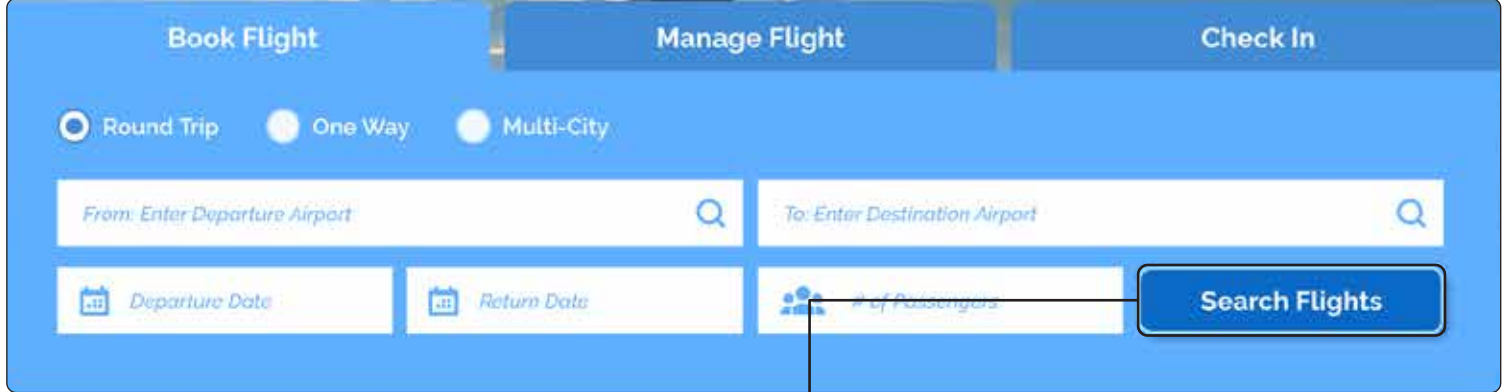 Book Flight
Manage Flight
Check In
Round Trip
One Way
Multi-City
From: Enter Departure Airport
To: Enter Destination Airport
Departure Date
Return Date
# of Passengers
Search Flights